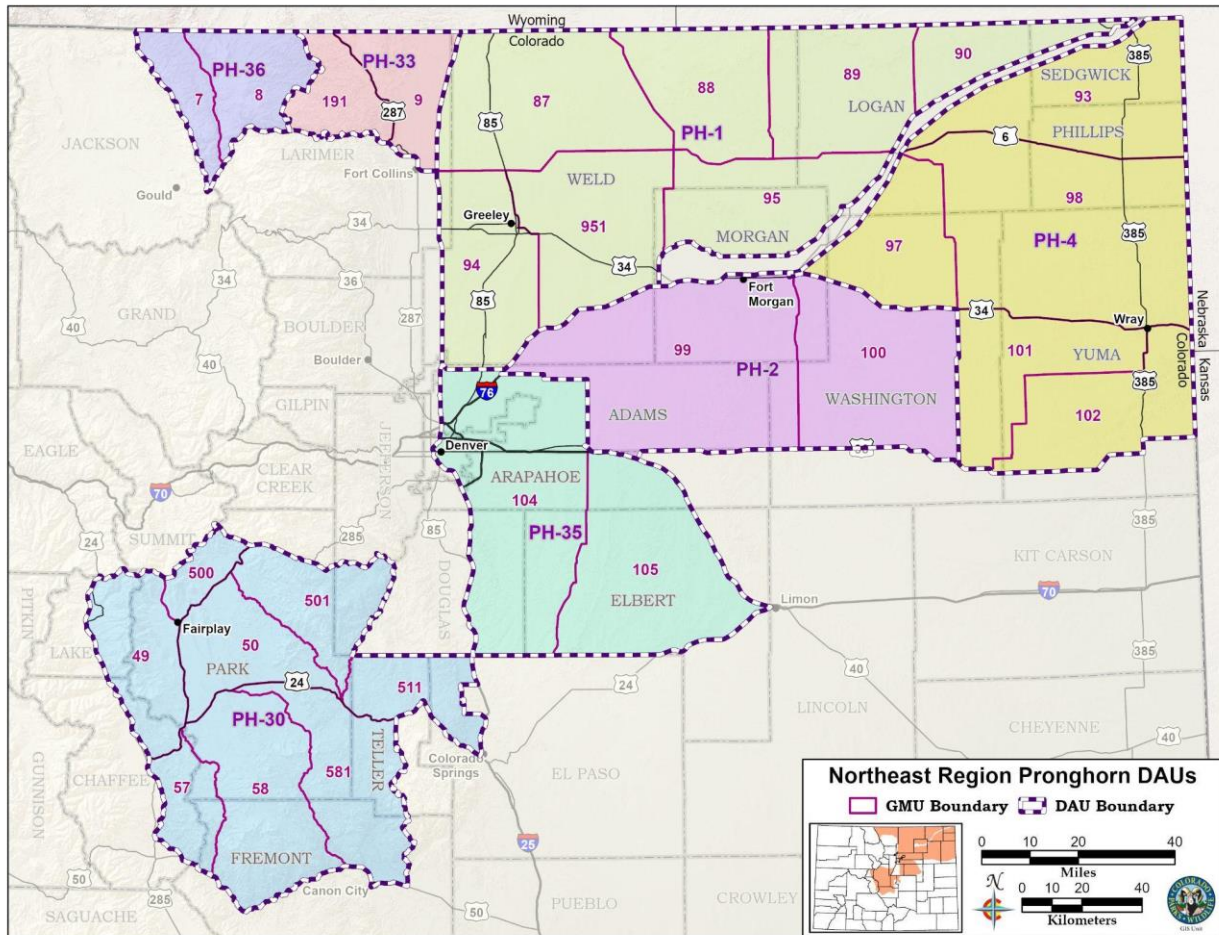 Wyoming
Colorado
PH-36
PH-33
7
8
191
9
287
85
87
88
89
90
LOGAN
385
SEDGWICK
93
PHILLIPS
6
JACKSON
LARIMER
Fort Collins
Gould
PH-1
WELD
951
95
MORGAN
98
Greeley
34
34
94
34
97
PH-4
385
36
287
85
Fort
Morgan
34
Wray
Nebraska
Kansas
Colorado
GRAND
40
40
BOULDER
Boulder
99
100
PH-2
101
YUMA
385
102
76
ADAMS
WASHINGTON
GILPIN
JEFFERSON
Denver
EAGLE
CLEAR
CREEK
70
ARAPAHOE
104
PH-35
105
ELBERT
385
KIT CARSON
70
Limon
24
SUMMIT
285
85
DOUGLAS
500
501
PITKIN
LAKE
Fairplay
49
50
PARK
24
511
385
40
24
LINCOLN
CHEYENNE
40
PH-30
TELLER
Colorado
Springs
GUNNISON
CHAFFEE
57
58
581
EL PASO
FREMONT
25
Canon City
50
50
285
SAGUACHE
PUEBLO
CROWLEY
Northeast Region Pronghorn DAUs
GMU Boundary
DAU Boundary
0 10 20 40
Miles
0 10 20 40
Kilometers
N
COLORADO
PARKS
WILDLIFE
GIS Unit